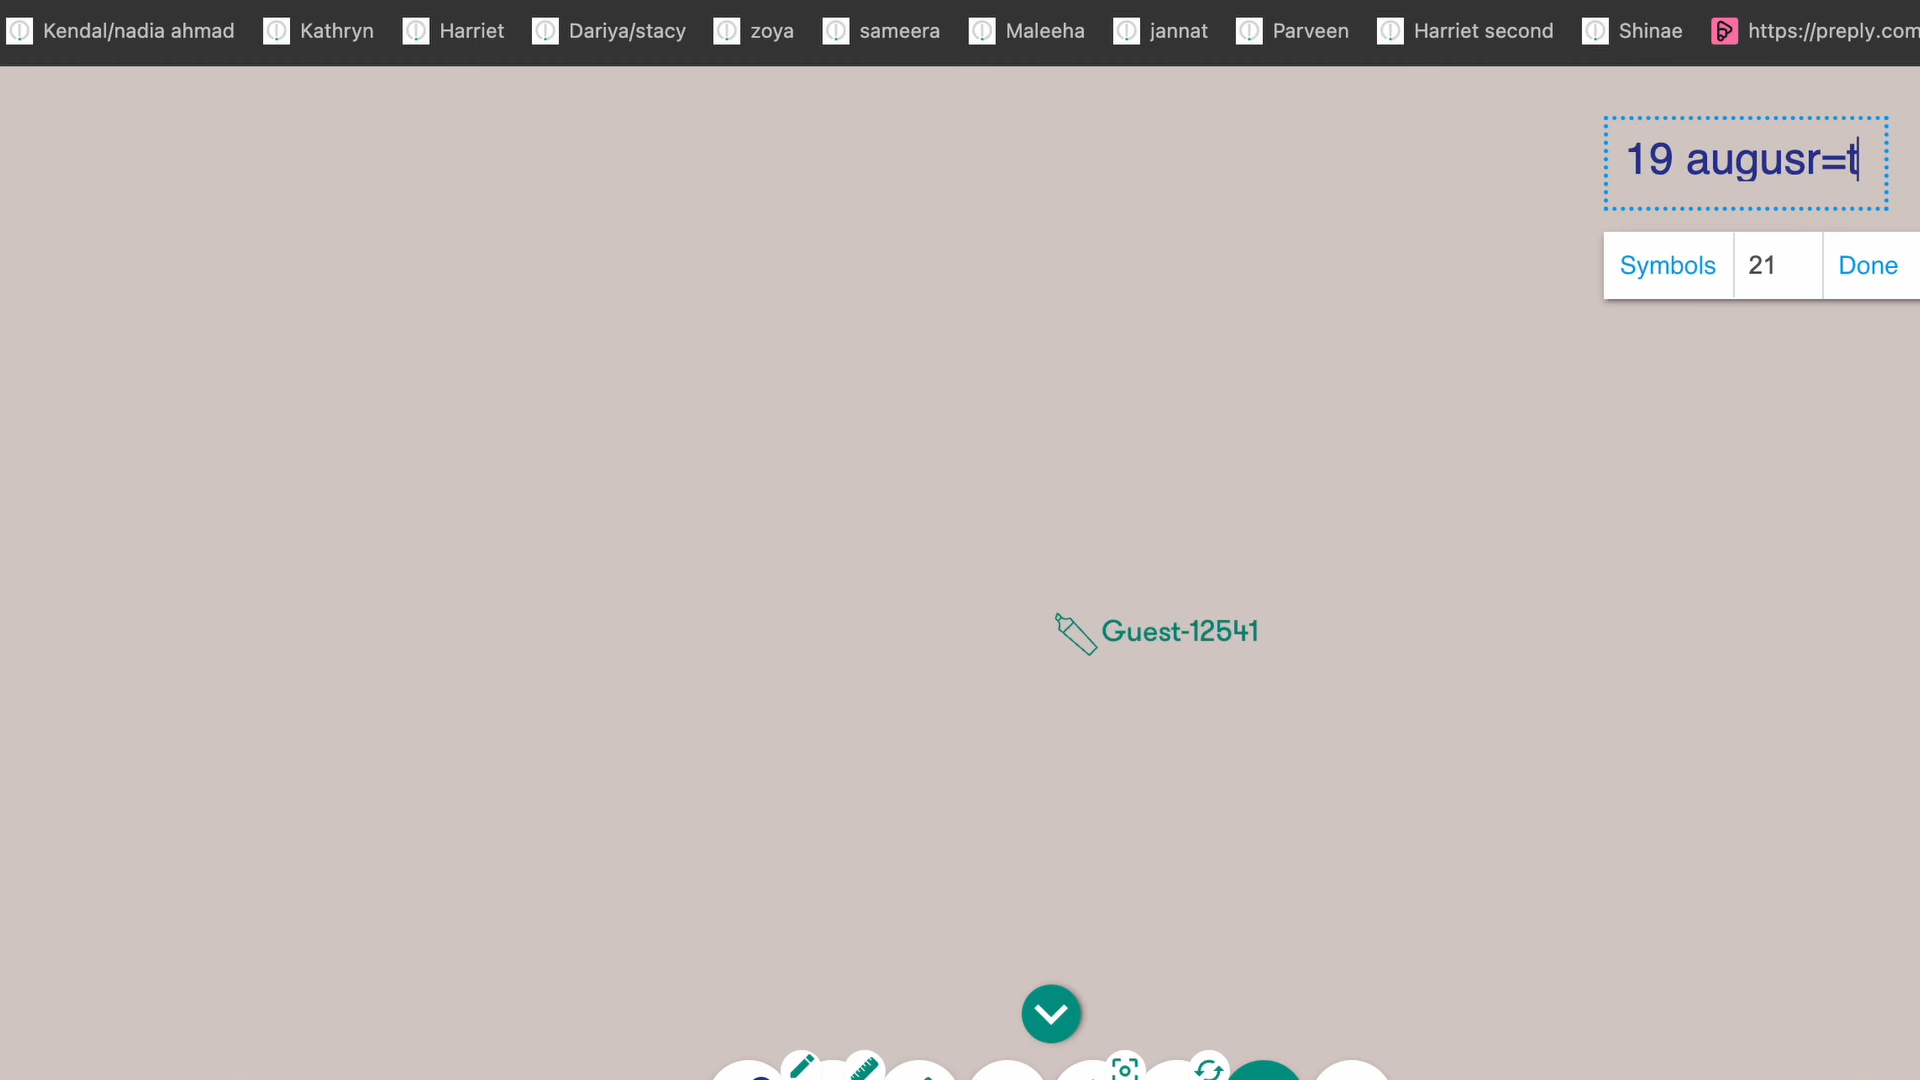 Kendal/nadia ahmad Kathryn Harriet Dariya/stacy zoya sameera Maleeha jannat Parveen Harriet second Shinae https://preply.com
19 augusr=t
Symbols 21 Done
Guest-12541